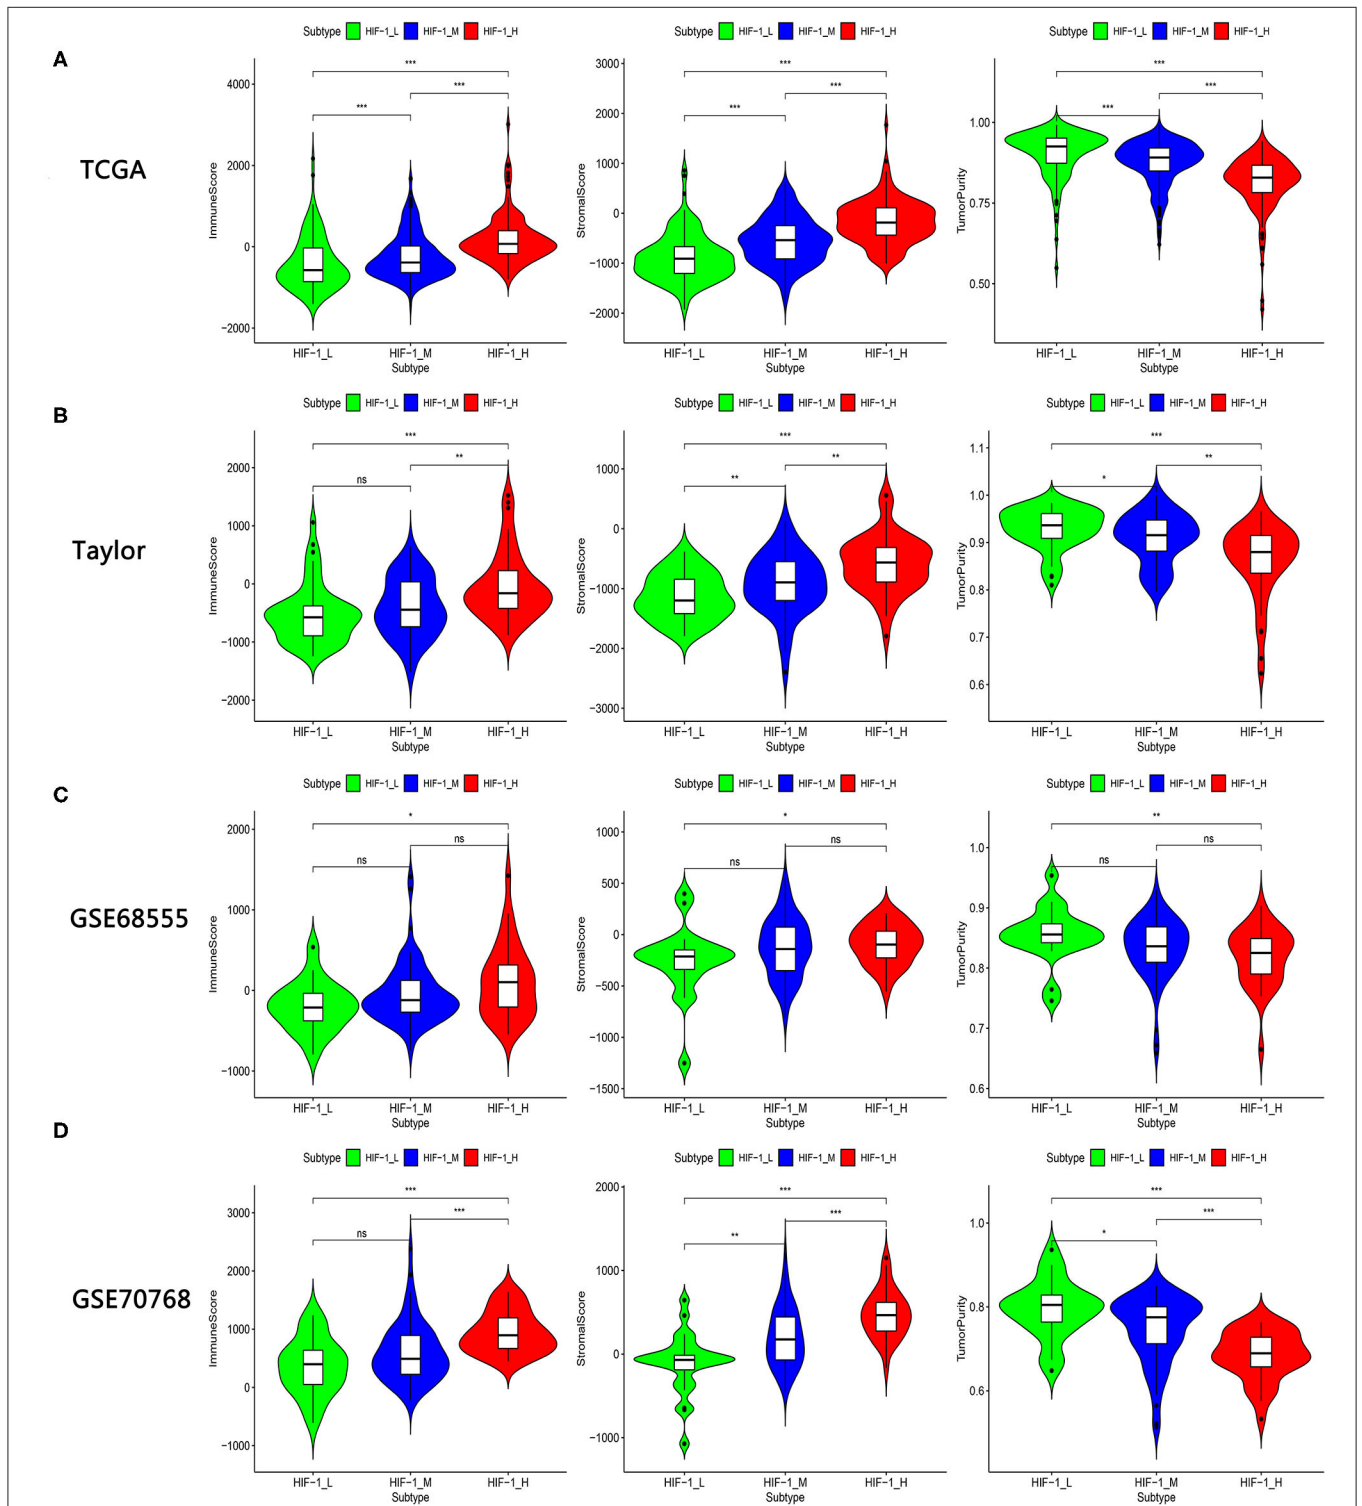 Subtype HIF-1_L HIF-1_M HIF-1_H
Subtype HIF-1_L HIF-1_M HIF-1_H
Subtype HIF-1_L HIF-1_M HIF-1_H
A
TCGA
ImmuneScore
4000
2000
0
−2000
***
***
***
HIF-1_L HIF-1_M HIF-1_H
Subtype
StromalScore
3000
2000
1000
0
−1000
−2000
***
***
***
HIF-1_L HIF-1_M HIF-1_H
Subtype
TumorPurity
1.00
0.75
0.50
***
***
***
HIF-1_L HIF-1_M HIF-1_H
Subtype
Subtype HIF-1_L HIF-1_M HIF-1_H
Subtype HIF-1_L HIF-1_M HIF-1_H
Subtype HIF-1_L HIF-1_M HIF-1_H
B
Taylor
ImmuneScore
2000
1000
0
−1000
−2000
***
**
ns
HIF-1_L HIF-1_M HIF-1_H
Subtype
StromalScore
1000
0
−1000
−2000
−3000
***
**
**
HIF-1_L HIF-1_M HIF-1_H
Subtype
TumorPurity
1.1
1.0
0.9
0.8
0.7
0.6
***
**
*
HIF-1_L HIF-1_M HIF-1_H
Subtype
Subtype HIF-1_L HIF-1_M HIF-1_H
Subtype HIF-1_L HIF-1_M HIF-1_H
Subtype HIF-1_L HIF-1_M HIF-1_H
C
GSE68555
ImmuneScore
2000
1000
0
−1000
*
ns
ns
HIF-1_L HIF-1_M HIF-1_H
Subtype
StromalScore
1000
500
0
−500
−1000
−1500
*
ns
ns
HIF-1_L HIF-1_M HIF-1_H
Subtype
TumorPurity
1.0
0.9
0.8
0.7
0.6
**
ns
ns
HIF-1_L HIF-1_M HIF-1_H
Subtype
D
Subtype HIF-1_L HIF-1_M HIF-1_H
Subtype HIF-1_L HIF-1_M HIF-1_H
Subtype HIF-1_L HIF-1_M HIF-1_H
GSE70768
ImmuneScore
3000
2000
1000
0
−1000
***
***
ns
HIF-1_L HIF-1_M HIF-1_H
Subtype
StromalScore
2000
1000
0
−1000
***
***
**
HIF-1_L HIF-1_M HIF-1_H
Subtype
TumorPurity
1.0
0.8
0.6
***
***
*
HIF-1_L HIF-1_M HIF-1_H
Subtype